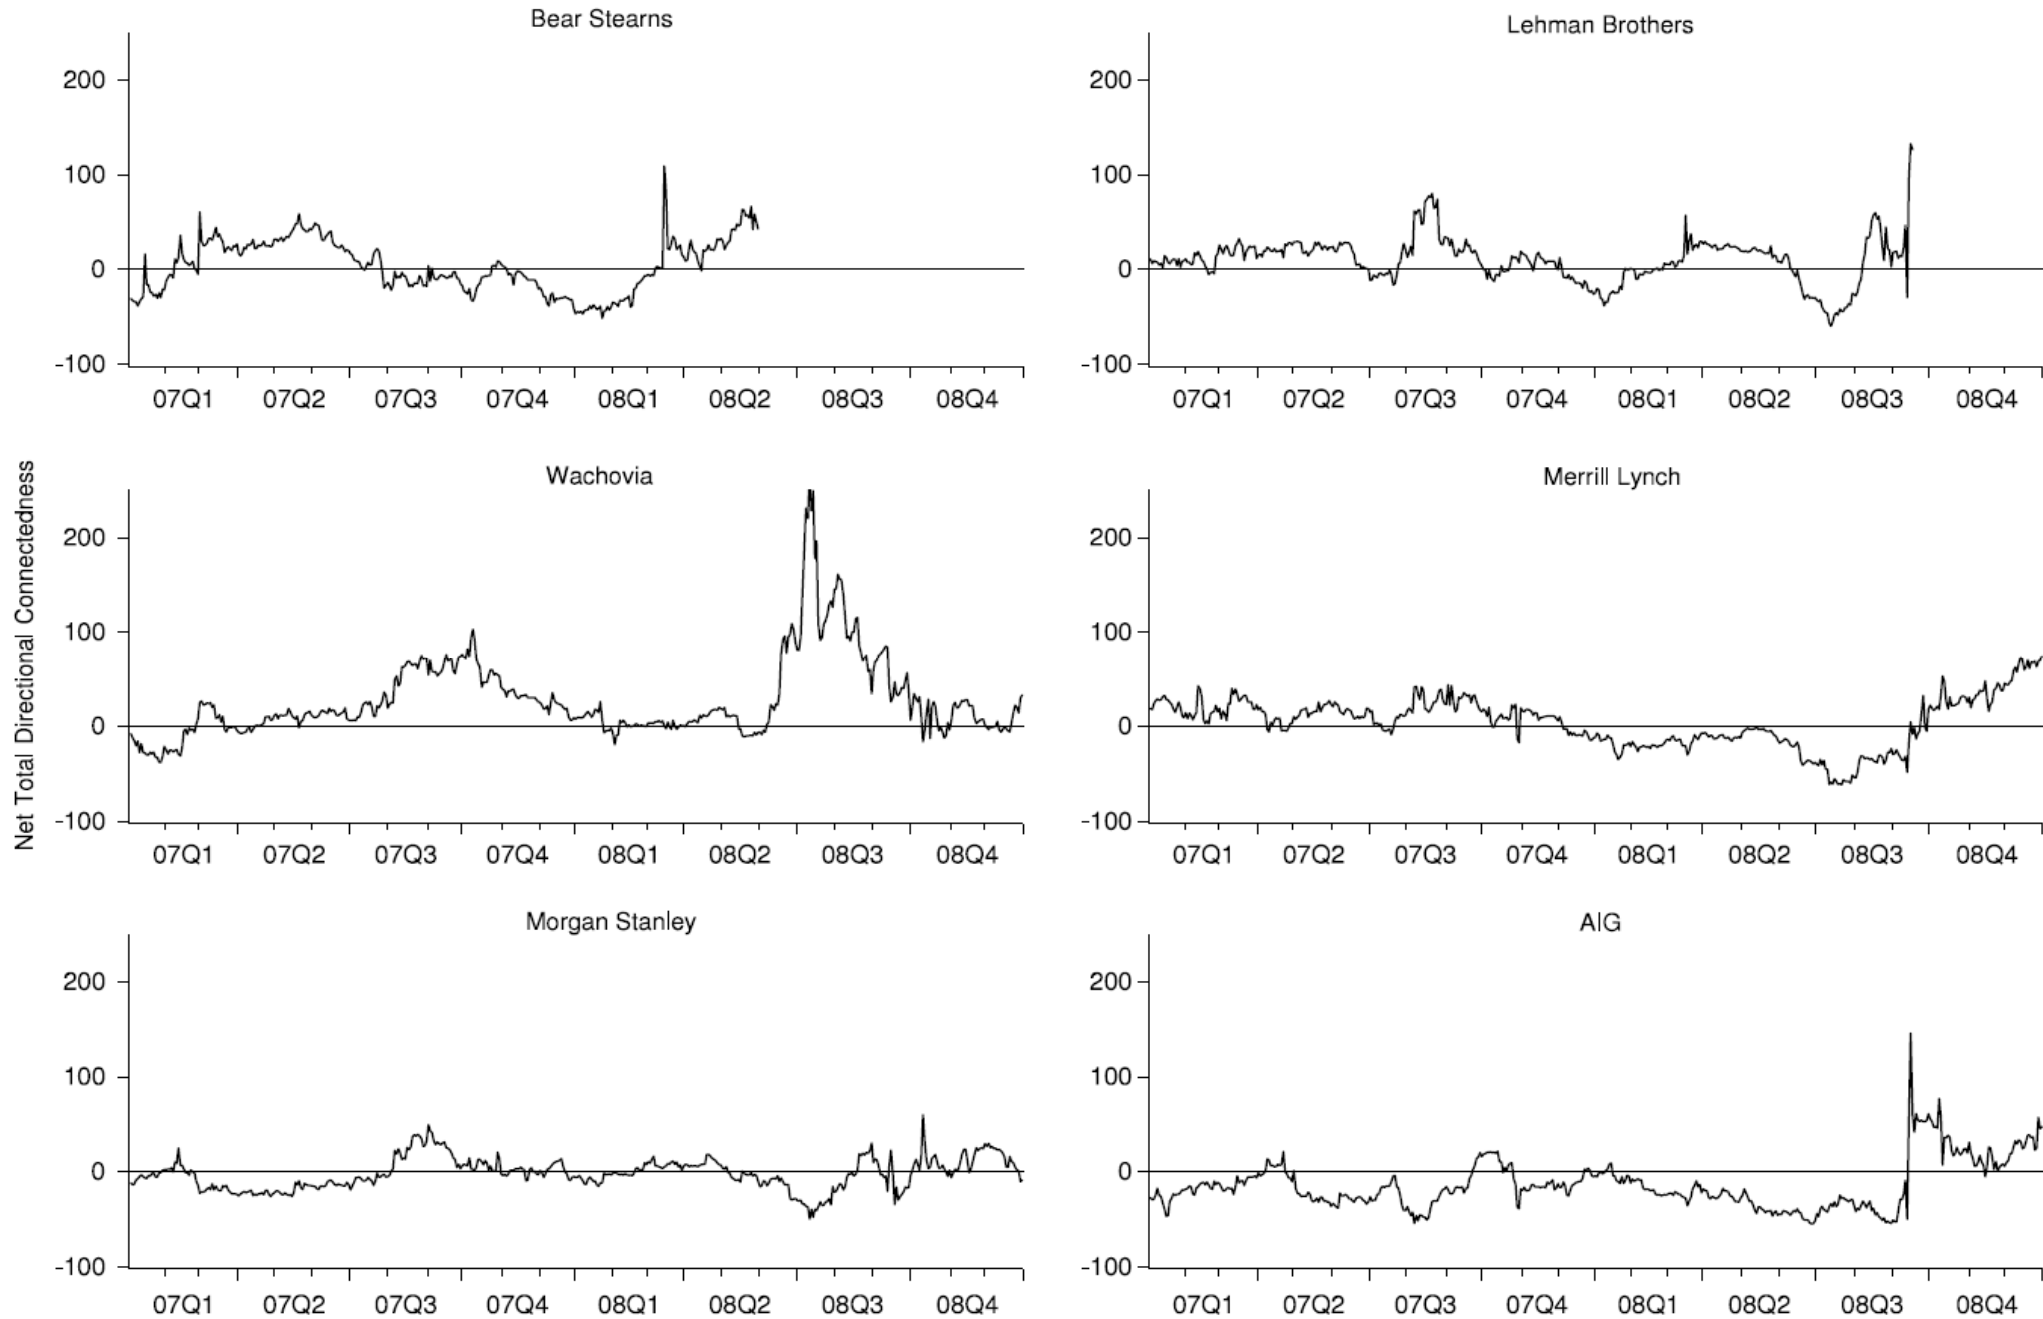 Bear Stearns
200
100
0
-100
07Q1 07Q2 07Q3 07Q4 08Q1 08Q2 08Q3 08Q4
Lehman Brothers
200
100
0
-100
07Q1 07Q2 07Q3 07Q4 08Q1 08Q2 08Q3 08Q4
Net Total Directional Connectedness
Wachovia
200
100
0
-100
07Q1 07Q2 07Q3 07Q4 08Q1 08Q2 08Q3 08Q4
Merrill Lynch
200
100
0
-100
07Q1 07Q2 07Q3 07Q4 08Q1 08Q2 08Q3 08Q4
Morgan Stanley
200
100
0
-100
07Q1 07Q2 07Q3 07Q4 08Q1 08Q2 08Q3 08Q4
AIG
200
100
0
-100
07Q1 07Q2 07Q3 07Q4 08Q1 08Q2 08Q3 08Q4